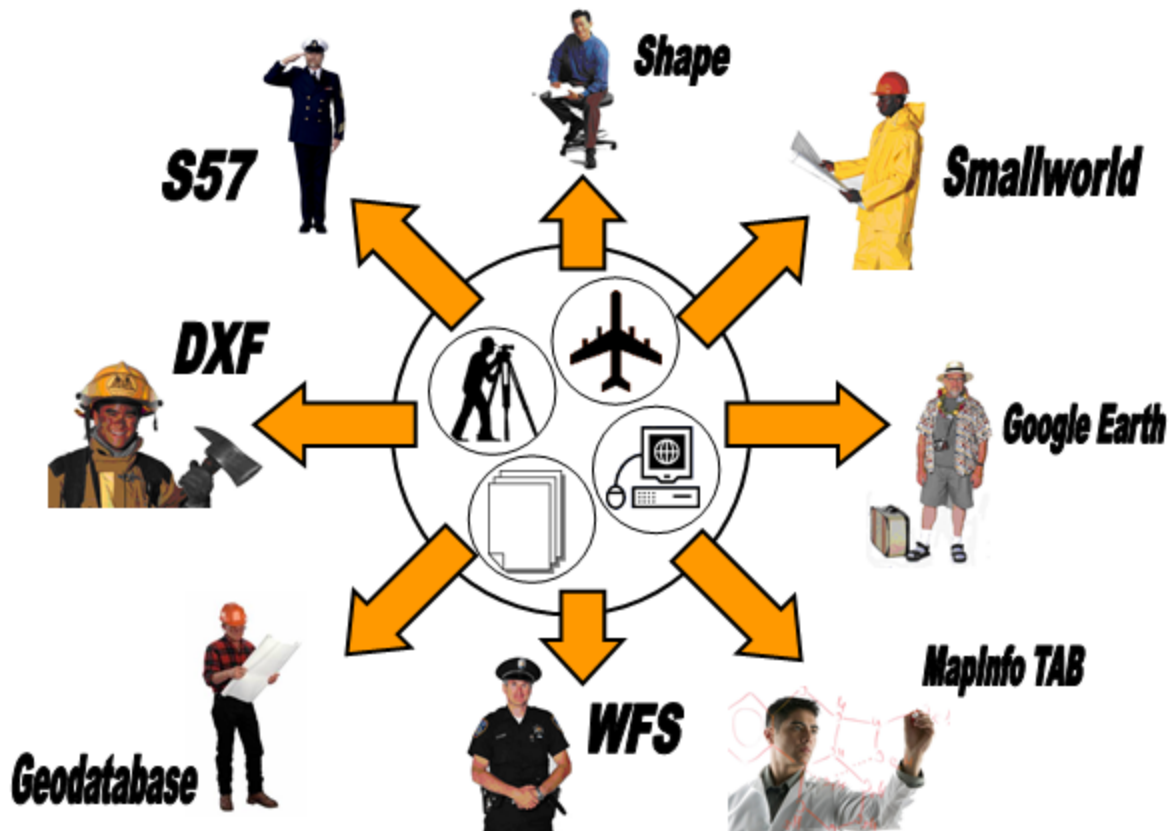 Shape
S57
Smallworld
DXF
Google Earth
MapInfo TAB
WFS
Geodatabase